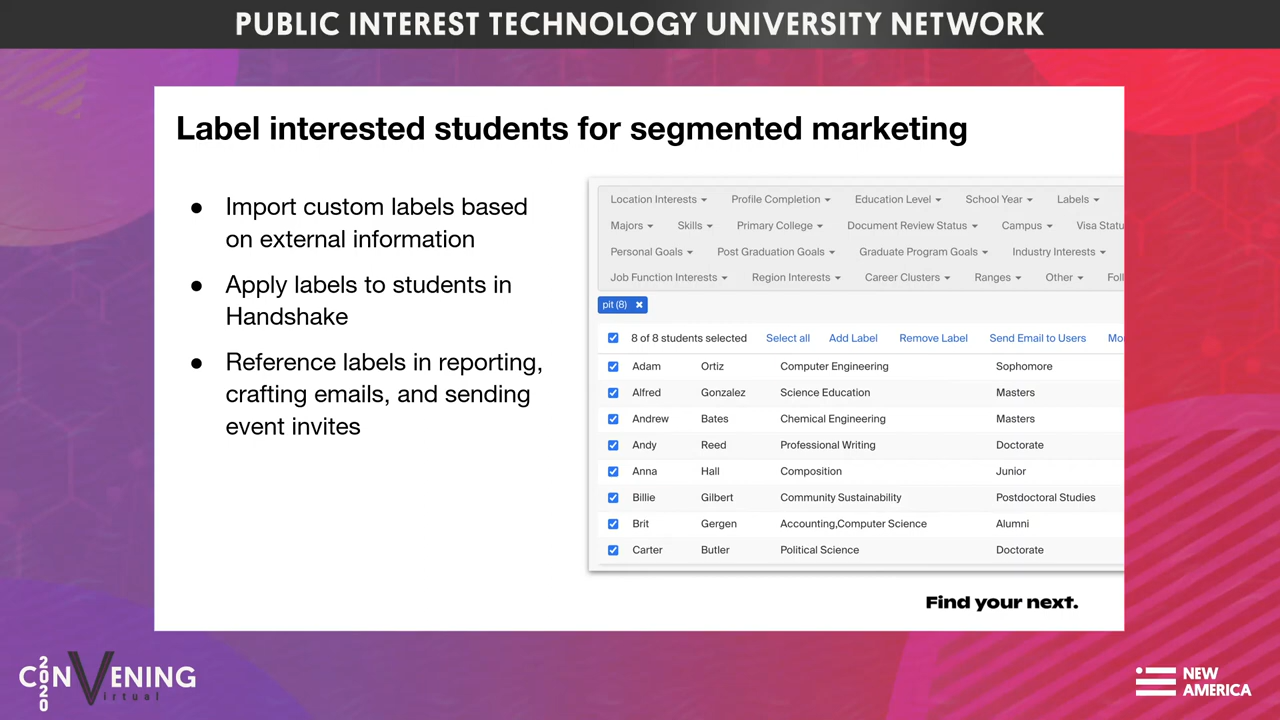 PUBLIC INTEREST TECHNOLOGY UNIVERSITY NETWORK
Label interested students for segmented marketing
● Import custom labels based
on external information
● Apply labels to students in
Handshake
● Reference labels in reporting,
crafting emails, and sending
event invites
Location Interests Profile Completion Education Level School Year Labels
Majors Skills Primary College Document Review Status Campus Visa Statu
Personal Goals Post Graduation Goals Graduate Program Goals Industry Interests
Job Function Interests Region Interests Career Clusters Ranges Other Foll
pit (8) ×
8 of 8 students selected Select all Add Label Remove Label Send Email to Users Mo
Adam Ortiz Computer Engineering Sophomore
Alfred Gonzalez Science Education Masters
Andrew Bates Chemical Engineering Masters
Andy Reed Professional Writing Doctorate
Anna Hall Composition Junior
Billie Gilbert Community Sustainability Postdoctoral Studies
Brit Gergen Accounting,Computer Science Alumni
Carter Butler Political Science Doctorate
Find your next.
2020 CONVENING
Virtual
NEW
AMERICA